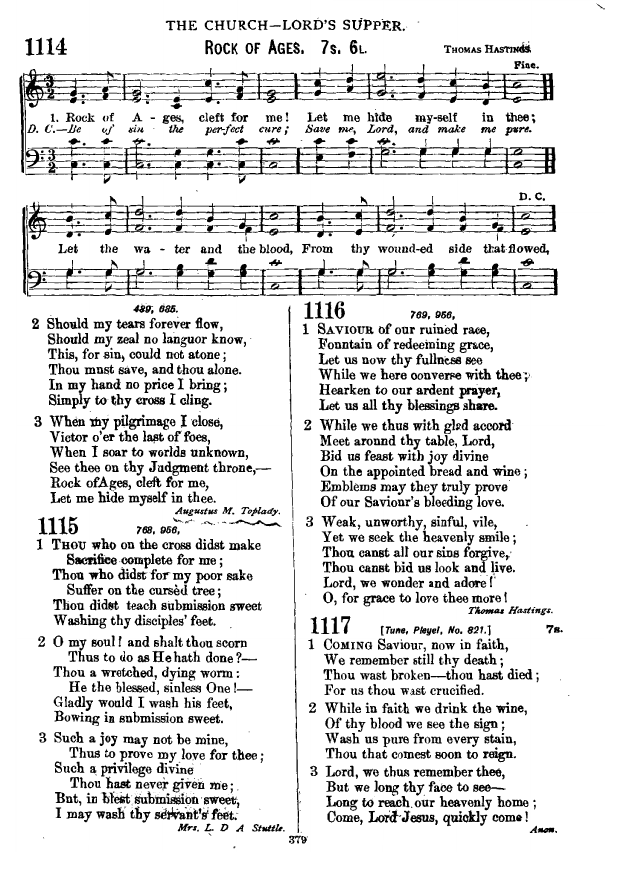 THE CHURCH—LORD'S SUPPER.
1114 ROCK OF AGES. 7s. 6L. THOMAS HASTINGS
Fine.
1. Rock of A - ges, cleft for me! Let me hide my-self in thee;
D. C.—Be of sin the per-fect cure; Save me, Lord, and make me pure.
D. C.
Let the wa - ter and the blood, From thy wound-ed side that flowed,
489, 685.
2 Should my tears forever flow,
Should my zeal no languor know,
This, for sin, could not atone;
Thou must save, and thou alone.
In my hand no price I bring;
Simply to thy cross I cling.
3 When my pilgrimage I close,
Victor o'er the last of foes,
When I soar to worlds unknown,
See thee on thy Judgment throne,—
Rock of Ages, cleft for me,
Let me hide myself in thee.
Augustus M. Toplady.
1115 768, 956,
1 THOU who on the cross didst make
Sacrifice complete for me;
Thou who didst for my poor sake
Suffer on the cursèd tree;
Thou didst teach submission sweet
Washing thy disciples' feet.
2 O my soul! and shalt thou scorn
Thus to do as He hath done?—
Thou a wretched, dying worm:
He the blessed, sinless One!—
Gladly would I wash his feet,
Bowing in submission sweet.
3 Such a joy may not be mine,
Thus to prove my love for thee;
Such a privilege divine
Thou hast never given me;
But, in blest submission sweet,
I may wash thy servant's feet.
Mrs. L. D A Stuttle.
1116 769, 956,
1 SAVIOUR of our ruined race,
Fountain of redeeming grace,
Let us now thy fullness see
While we here converse with thee;
Hearken to our ardent prayer,
Let us all thy blessings share.
2 While we thus with glad accord
Meet around thy table, Lord,
Bid us feast with joy divine
On the appointed bread and wine;
Emblems may they truly prove
Of our Saviour's bleeding love.
3 Weak, unworthy, sinful, vile,
Yet we seek the heavenly smile;
Thou canst all our sins forgive,
Thou canst bid us look and live.
Lord, we wonder and adore!
O, for grace to love thee more!
Thomas Hastings.
1117 [Tune, Pleyel, No. 821.] 7s.
1 COMING Saviour, now in faith,
We remember still thy death;
Thou wast broken—thou hast died;
For us thou wast crucified.
2 While in faith we drink the wine,
Of thy blood we see the sign;
Wash us pure from every stain,
Thou that comest soon to reign.
3 Lord, we thus remember thee,
But we long thy face to see—
Long to reach our heavenly home;
Come, Lord Jesus, quickly come!
Anon.
379